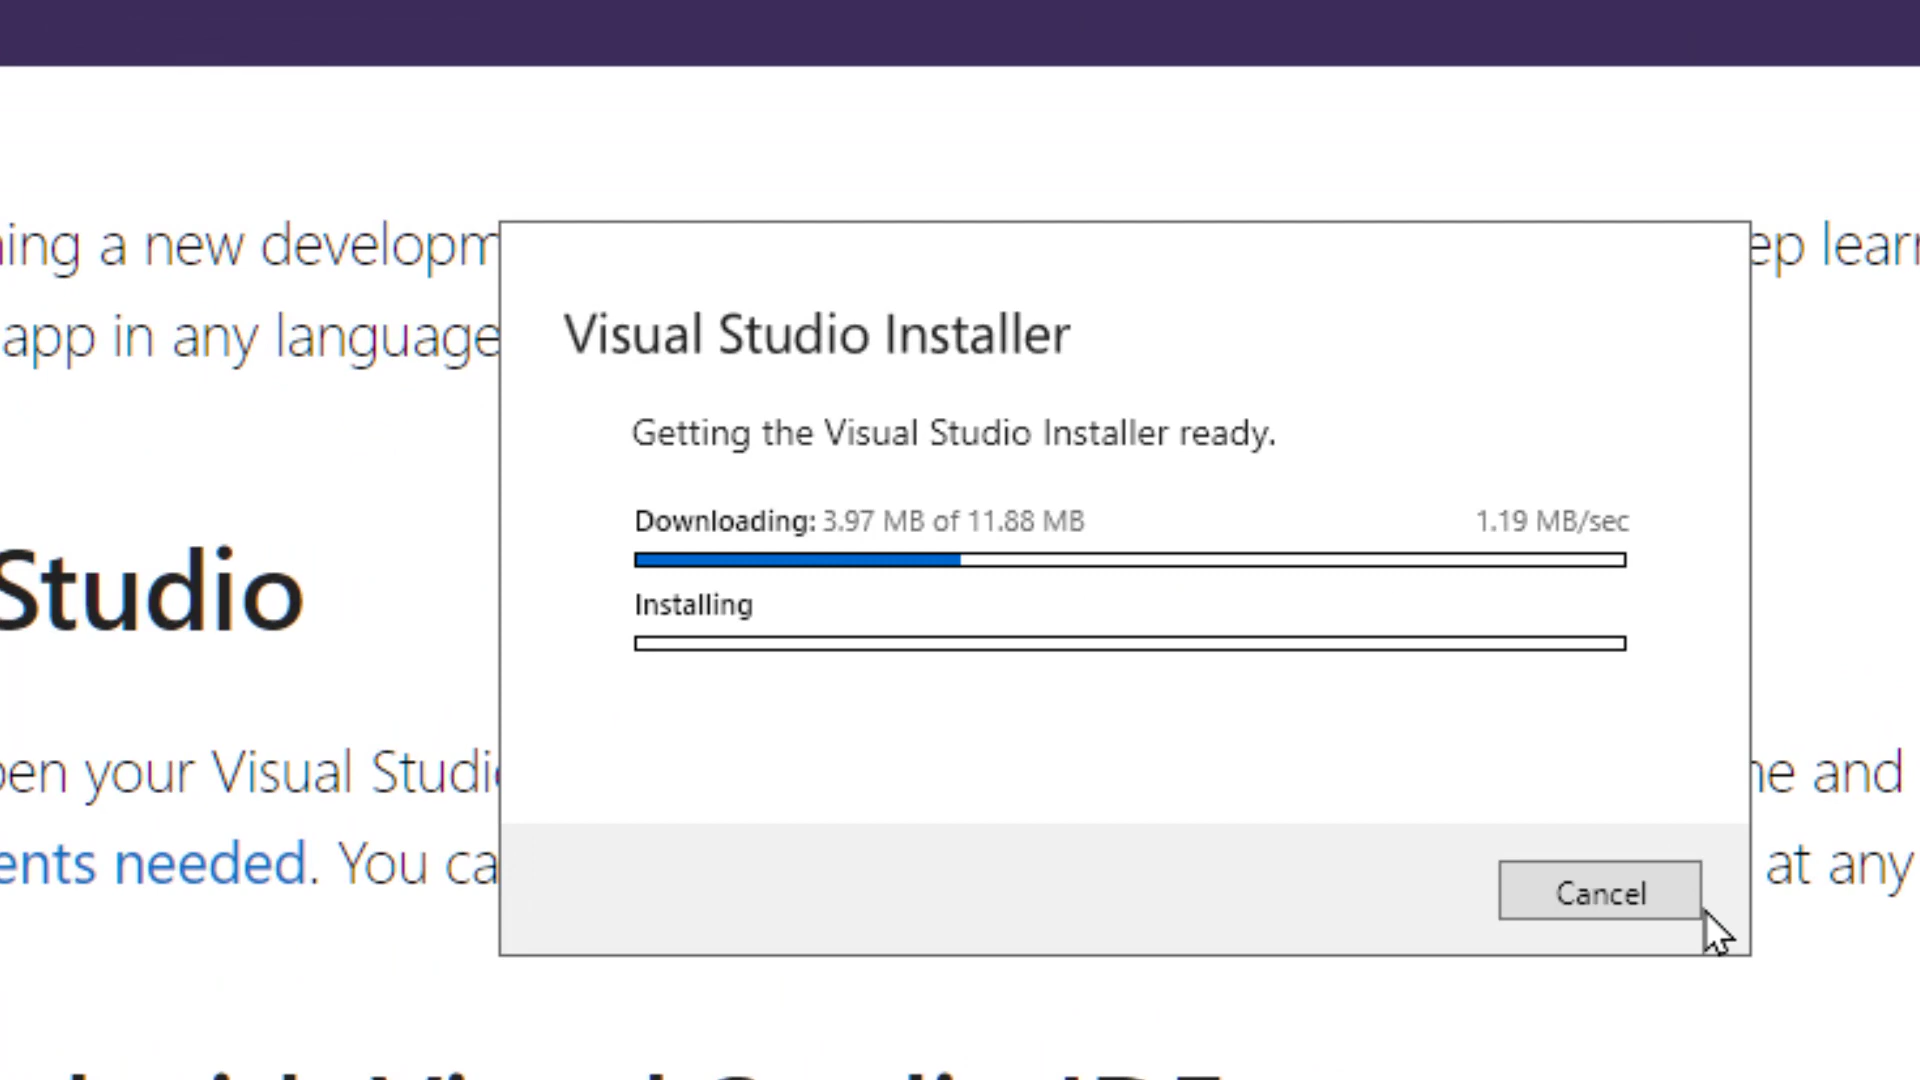 ing a new developm
ep lear
app in any language
Visual Studio Installer
Getting the Visual Studio Installer ready.
Downloading: 3.97 MB of 11.88 MB
1.19 MB/sec
Installing
Studio
en your Visual Studi
e and
ents needed. You ca
at any
Cancel